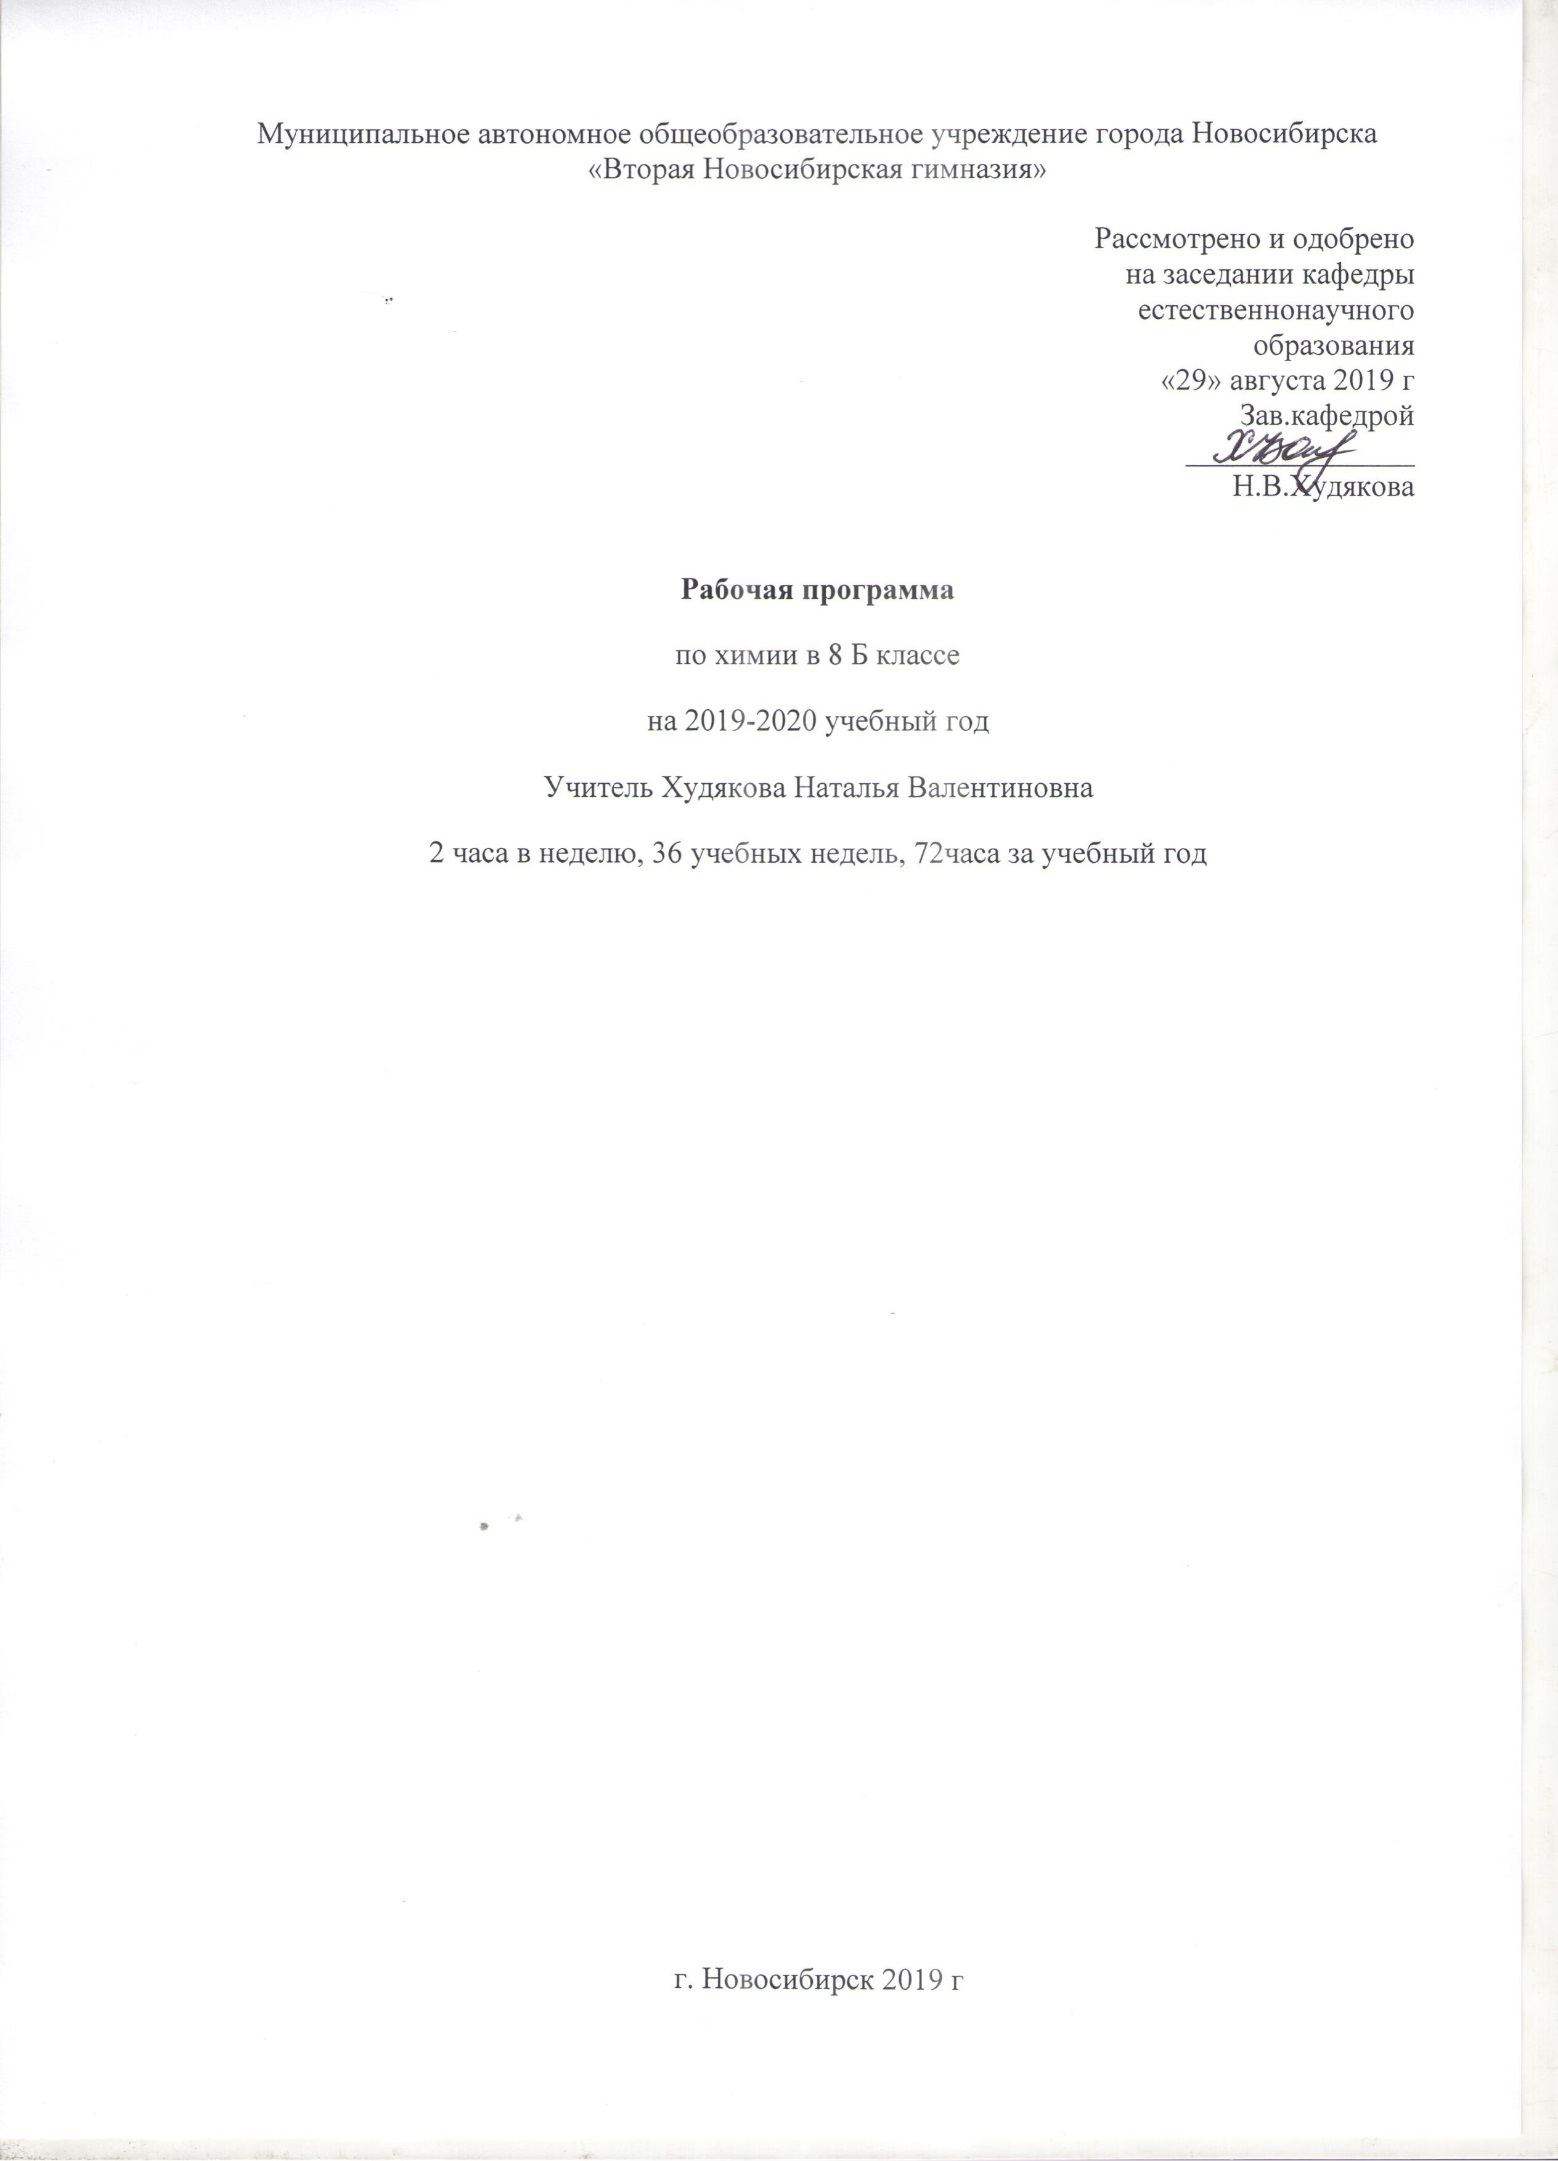 Муниципальное автономное общеобразовательное учреждение города Новосибирска
«Вторая Новосибирская гимназия»
Рассмотрено и одобрено
на заседании кафедры
естественнонаучного
образования
«29» августа 2019 г
Зав.кафедрой
Н.В.Худякова
Рабочая программа
по химии в 8 Б классе
на 2019-2020 учебный год
Учитель Худякова Наталья Валентиновна
2 часа в неделю, 36 учебных недель, 72часа за учебный год
г. Новосибирск 2019 г